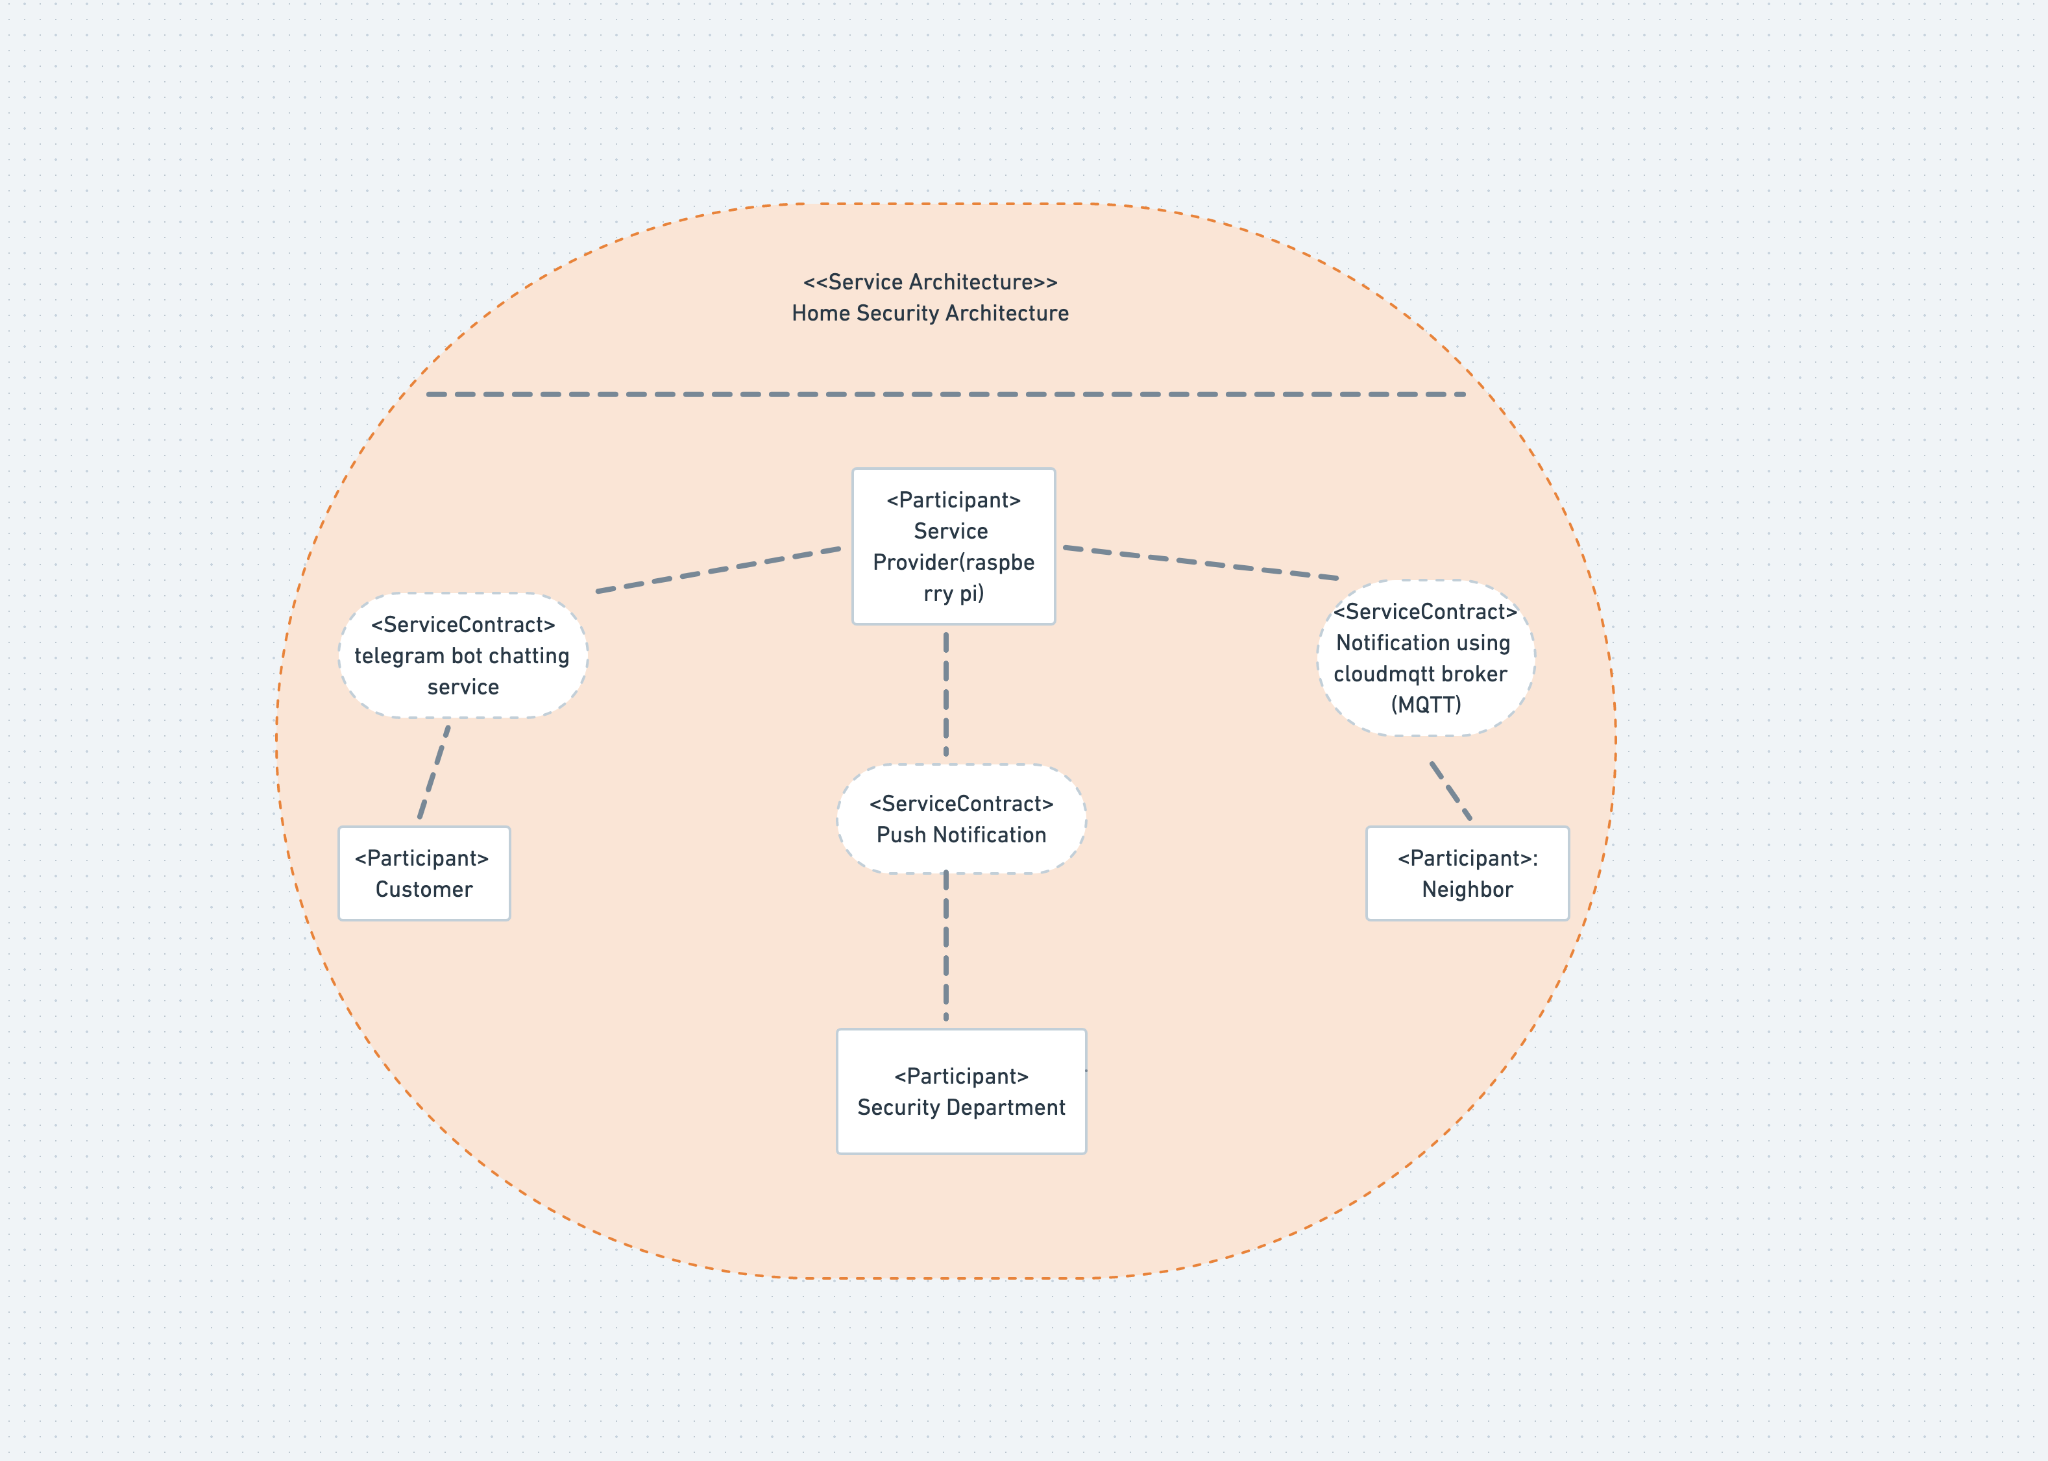 <<Service Architecture>>
Home Security Architecture
<Participant>
Service
Provider(raspbe
rry pi)
<ServiceContract>
telegram bot chatting
service
<ServiceContract>
Notification using
cloudmqtt broker
(MQTT)
<ServiceContract>
Push Notification
<Participant>
Customer
<Participant>:
Neighbor
<Participant>
Security Department